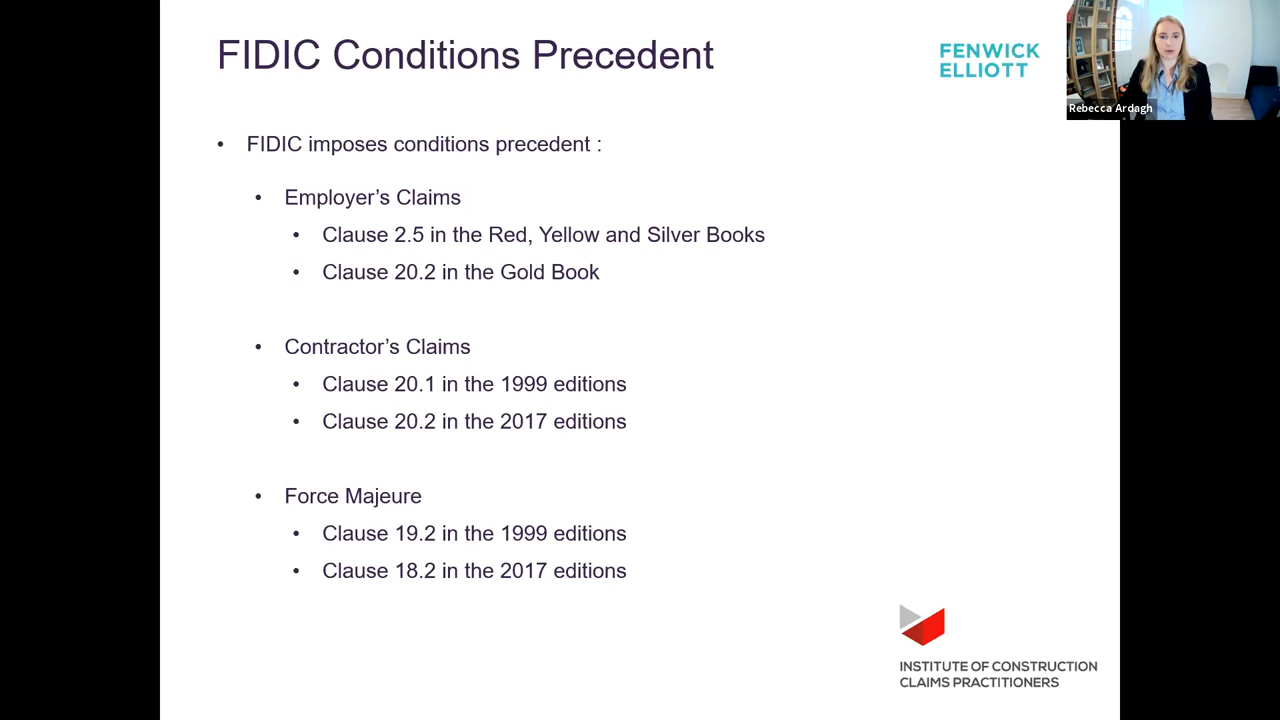 FIDIC Conditions Precedent
FENWICK
ELLIOTT
Rebecca Ardagh
• FIDIC imposes conditions precedent :
• Employer’s Claims
• Clause 2.5 in the Red, Yellow and Silver Books
• Clause 20.2 in the Gold Book
• Contractor’s Claims
• Clause 20.1 in the 1999 editions
• Clause 20.2 in the 2017 editions
• Force Majeure
• Clause 19.2 in the 1999 editions
• Clause 18.2 in the 2017 editions
INSTITUTE OF CONSTRUCTION
CLAIMS PRACTITIONERS